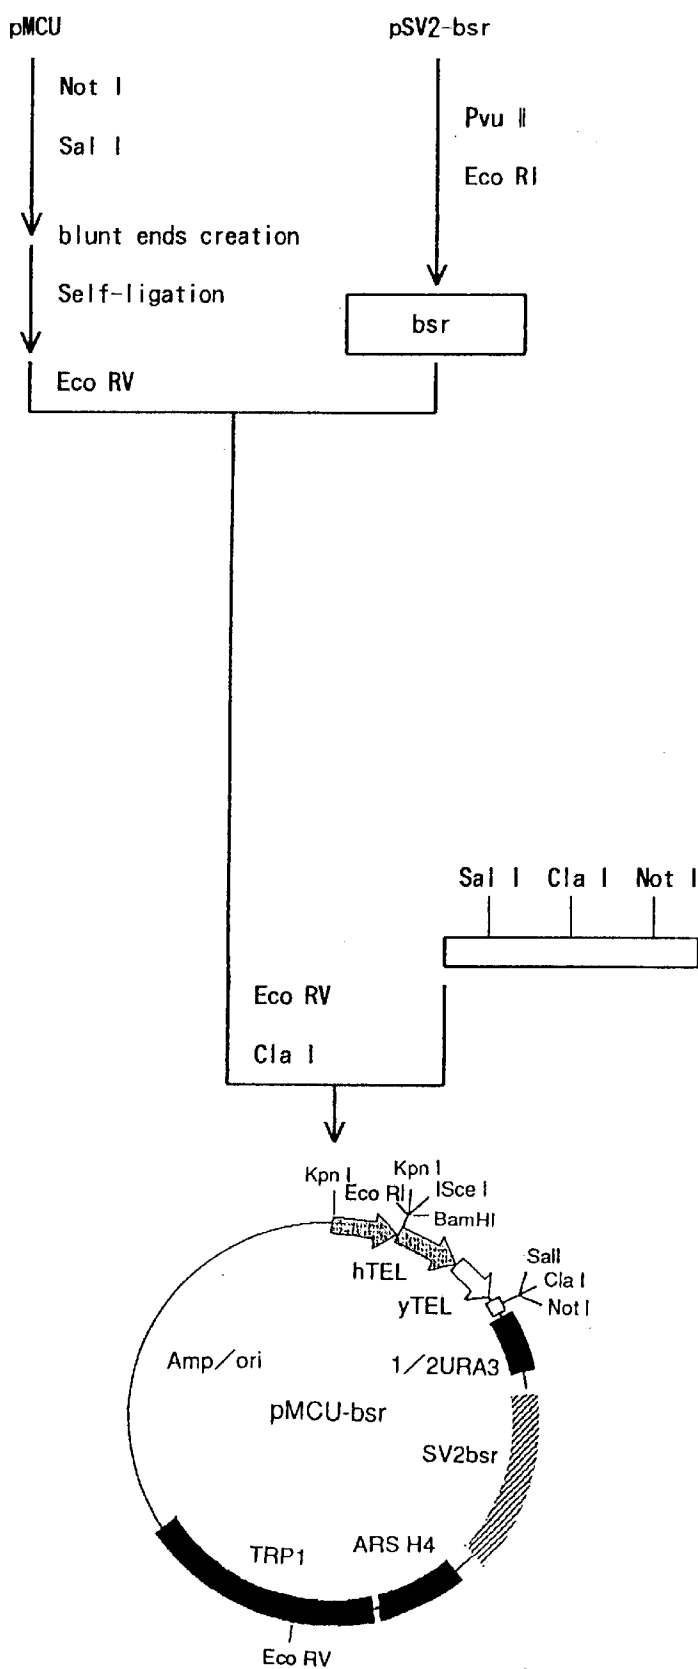 pMCU
pSV2-bsr
Not I
Sal I
Pvu II
Eco RI
blunt ends creation
Self-ligation
bsr
Eco RV
Sal I Cla I Not I
Eco RV
Cla I
Kpn I
Eco RI
Kpn I
ISce I
BamHI
hTEL
yTEL
SalI
Cla I
Not I
Amp/ori
1/2URA3
pMCU-bsr
SV2bsr
TRP1
ARS H4
Eco RV